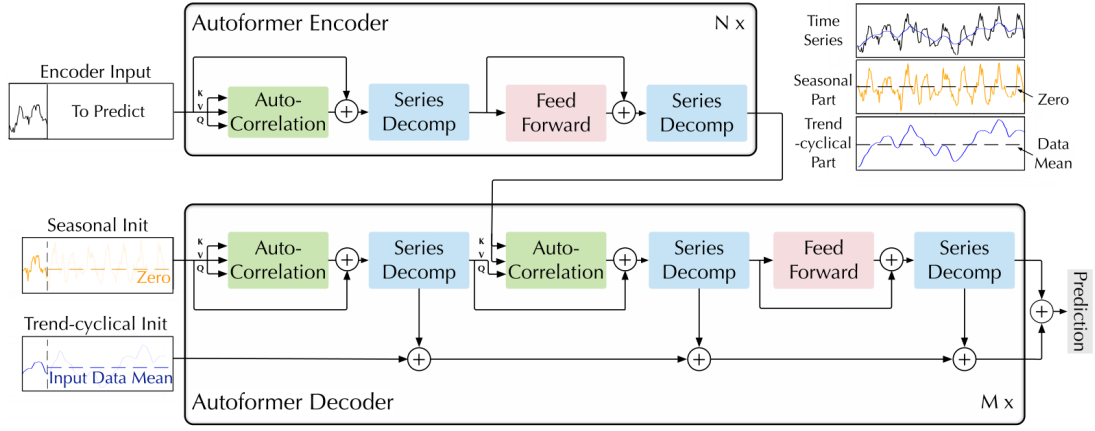 Autoformer Encoder
N x
Encoder Input
To Predict
K
V
Q
Auto-
Correlation
+
Series
Decomp
Feed
Forward
+
Series
Decomp
Time
Series
Seasonal
Part
Zero
Trend
-cyclical
Part
Data
Mean
Seasonal Init
Zero
K
V
Q
Auto-
Correlation
+
Series
Decomp
K
V
Q
Auto-
Correlation
+
Series
Decomp
Feed
Forward
+
Series
Decomp
+
Prediction
Trend-cyclical Init
Input Data Mean
+
+
+
Autoformer Decoder
M x